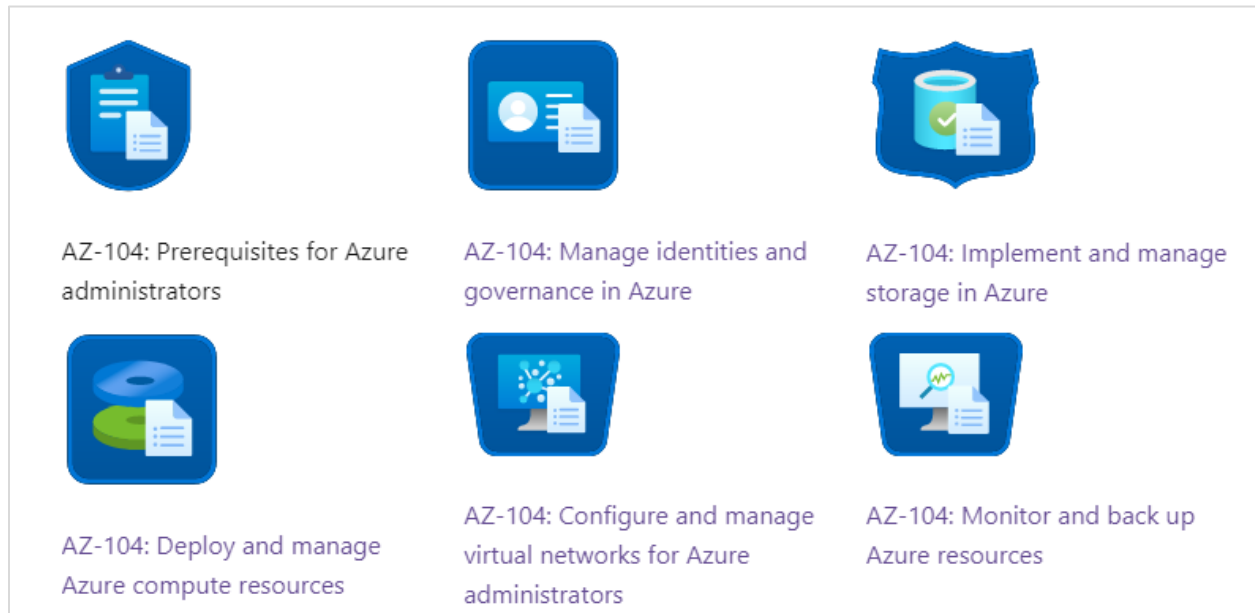 AZ-104: Prerequisites for Azure
administrators
AZ-104: Manage identities and
governance in Azure
AZ-104: Implement and manage
storage in Azure
AZ-104: Deploy and manage
Azure compute resources
AZ-104: Configure and manage
virtual networks for Azure
administrators
AZ-104: Monitor and back up
Azure resources